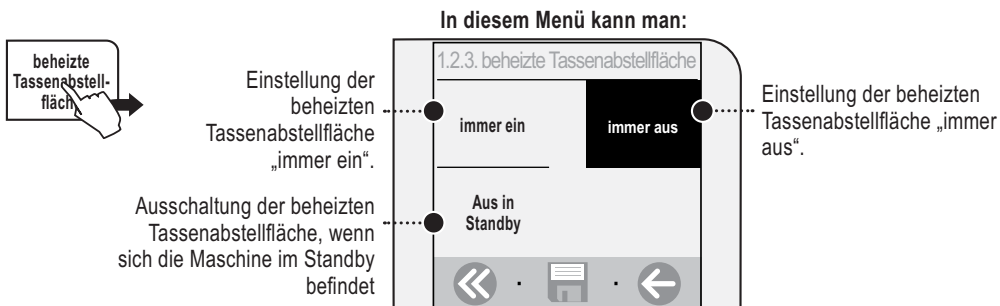 In diesem Menü kann man:
beheizte
Tassenabstell-
fläch
1.2.3. beheizte Tassenabstellfläche
Einstellung der
beheizten
Tassenabstellfläche
„immer ein".
immer ein
immer aus
Einstellung der beheizten
Tassenabstellfläche „immer
aus".
Ausschaltung der beheizten
Tassenabstellfläche, wenn
sich die Maschine im Standby
befindet
Aus in
Standby